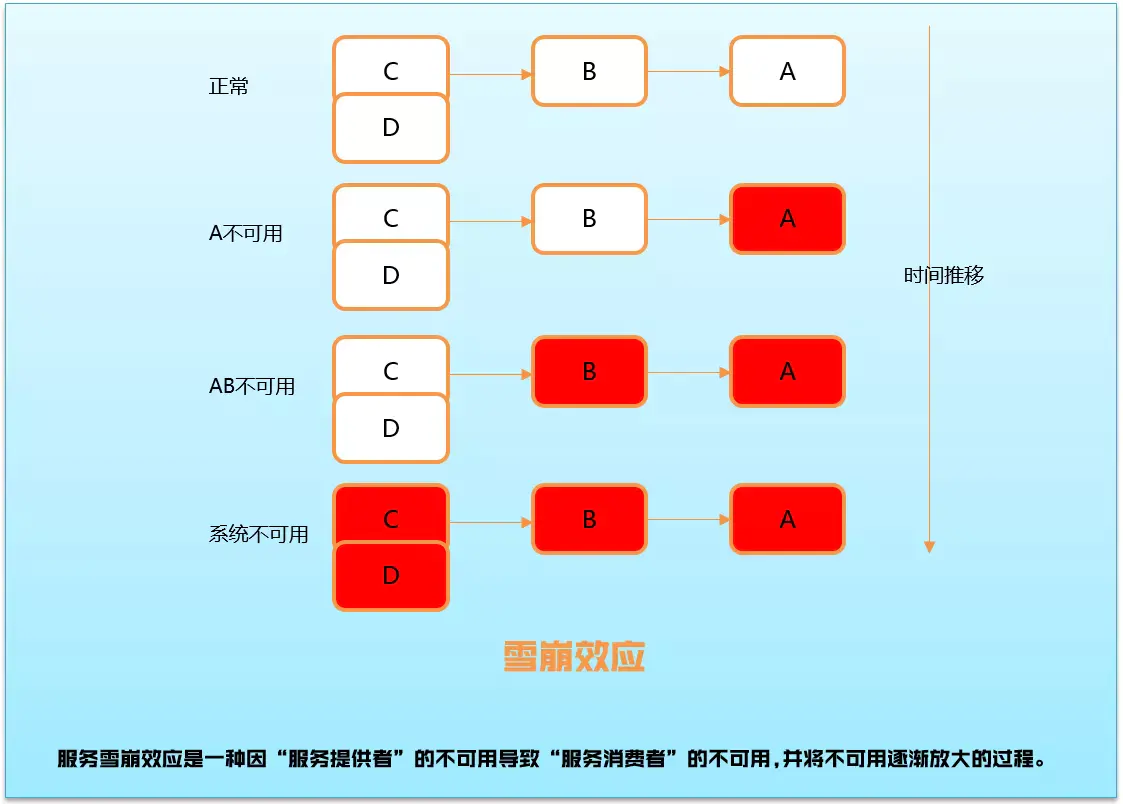 C
B
A
正常
D
C
B
A
A不可用
D
时间推移
C
B
A
AB不可用
D
C
B
A
系统不可用
D
雪崩效应
服务雪崩效应是一种因“服务提供者”的不可用导致“服务消费者”的不可用,并将不可用逐渐放大的过程。